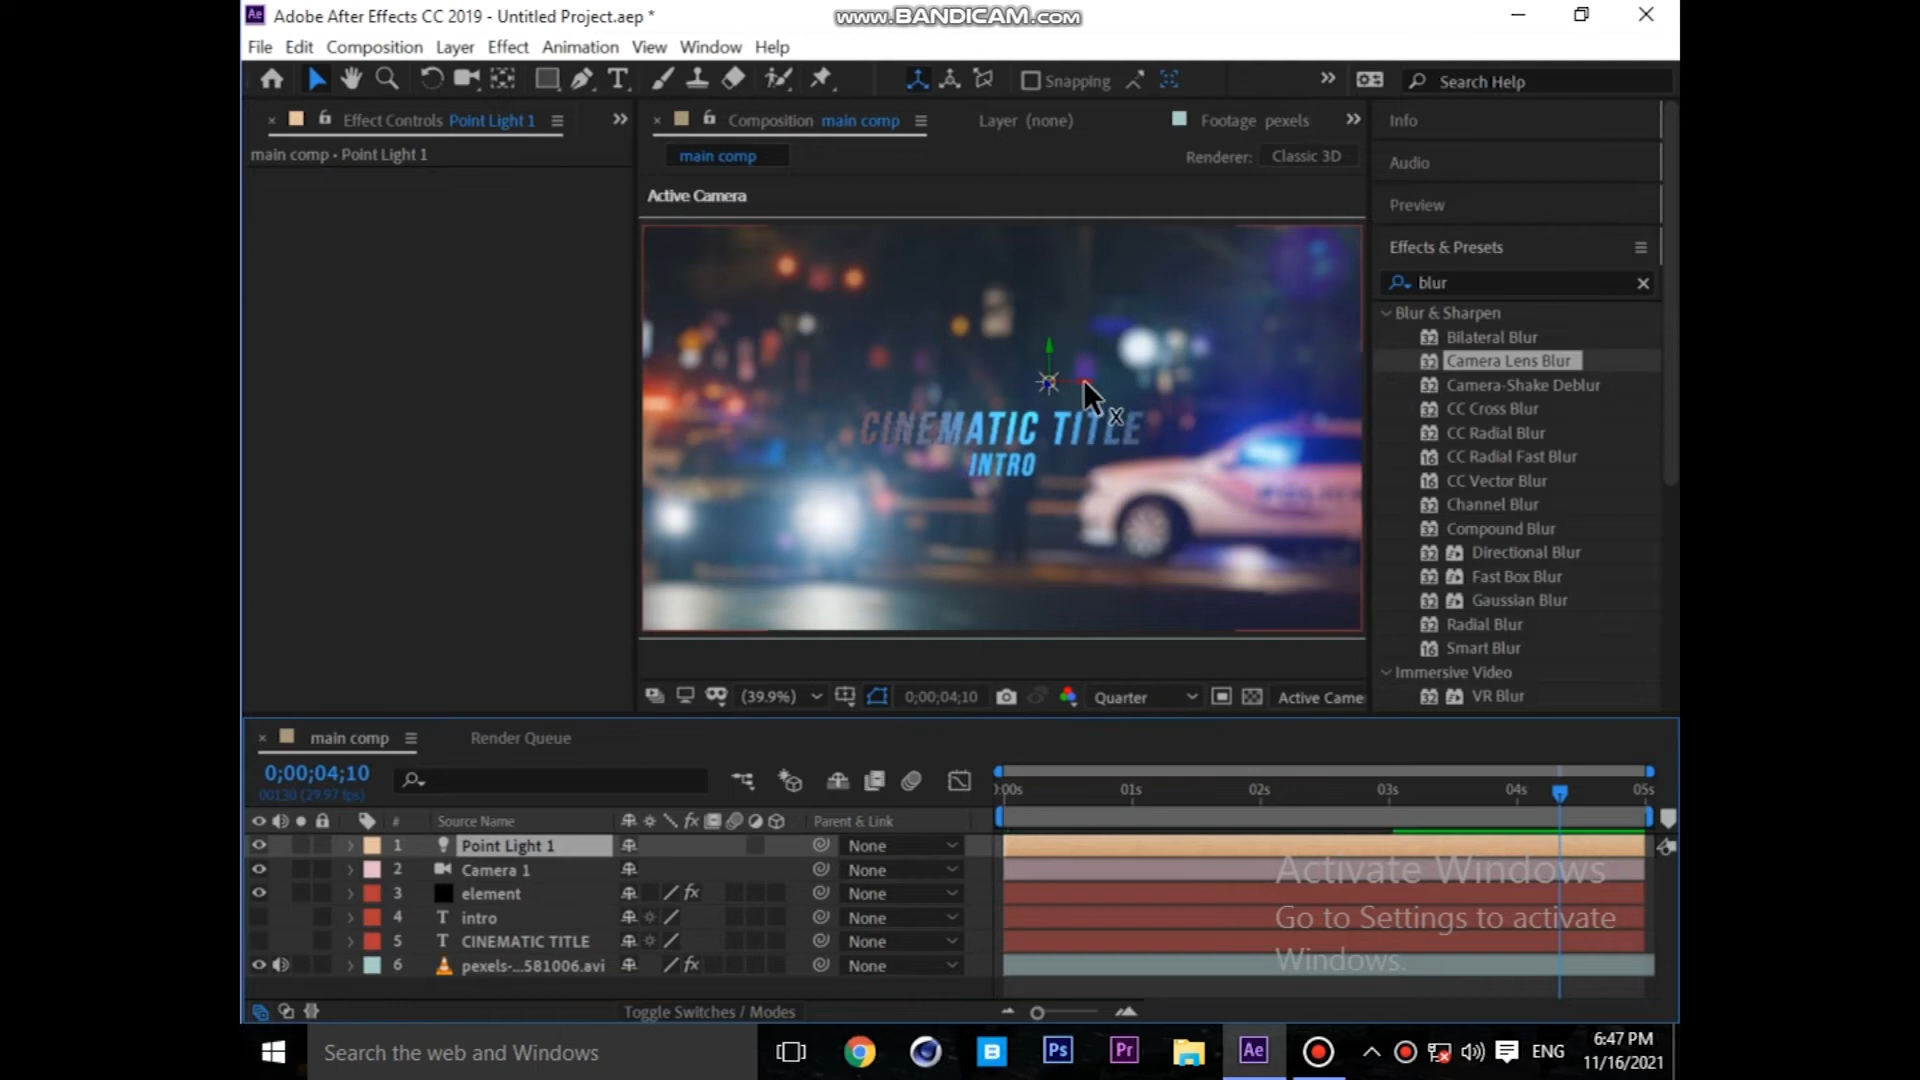 Adobe After Effects CC 2019 - Untitled Project.aep *
www.BANDICAM.com
File Edit Composition Layer Effect Animation View Window Help
Snapping
Search Help
Effect Controls Point Light 1
Composition main comp
Layer (none)
Footage pexels
Info
main comp • Point Light 1
main comp
Renderer: Classic 3D
Audio
Active Camera
Preview
Effects & Presets
blur
Blur & Sharpen
Bilateral Blur
Camera Lens Blur
Camera-Shake Deblur
CC Cross Blur
CC Radial Blur
CC Radial Fast Blur
CC Vector Blur
Channel Blur
Compound Blur
Directional Blur
Fast Box Blur
Gaussian Blur
Radial Blur
Smart Blur
Immersive Video
VR Blur
CINEMATIC TITLE
INTRO
(39.9%) 0;00;04;10 Quarter Active Came
main comp Render Queue
0;00;04;10
00130 (29.97 fps)
):00s 01s 02s 03s 04s 05s
# Source Name Parent & Link
1 Point Light 1 None
2 Camera 1 None
3 element None
4 T intro None
5 T CINEMATIC TITLE None
6 pexels-...581006.avi None
Activate Windows
Go to Settings to activate
Windows.
Toggle Switches / Modes
Search the web and Windows
Ps Pr Ae
ENG
6:47 PM
11/16/2021